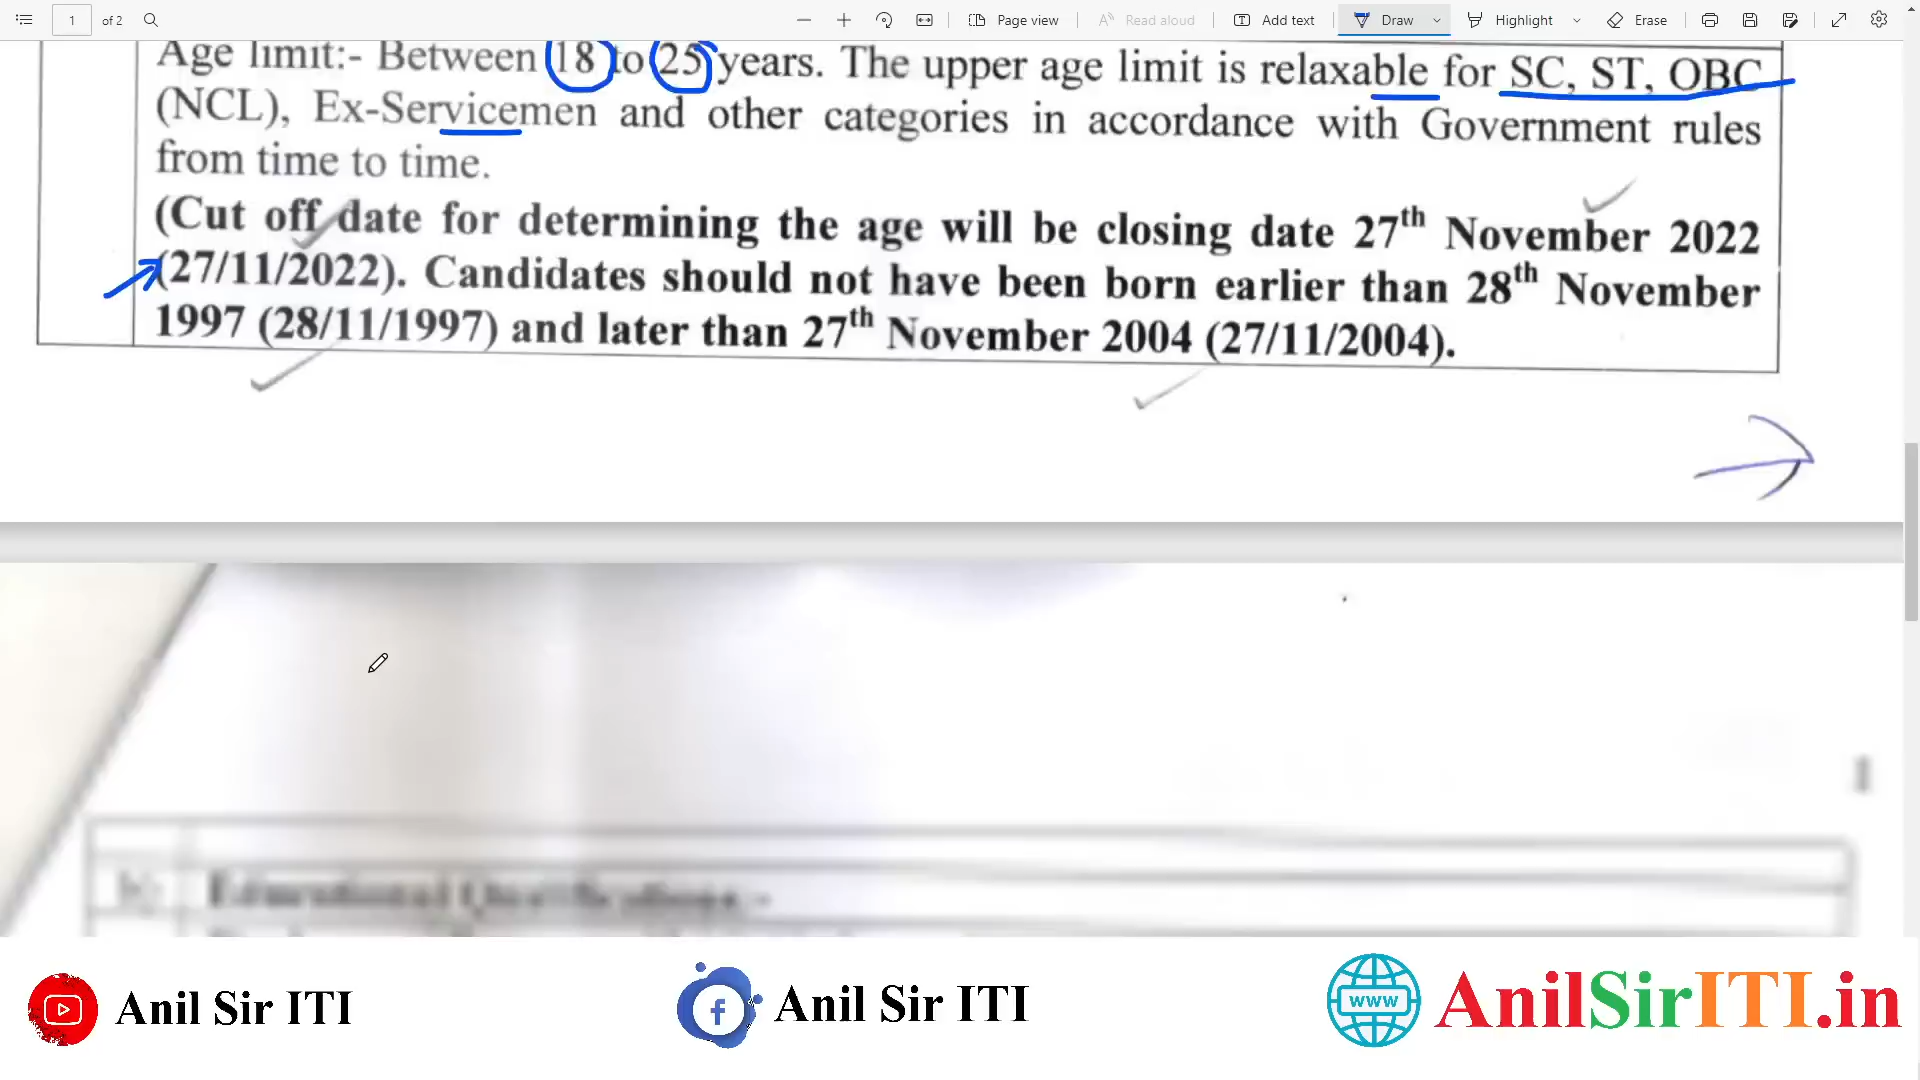 1 of 2 Page view Read aloud Add text Draw Highlight Erase
Age limit:- Between 18 to 25 years. The upper age limit is relaxable for SC, ST, OBC
(NCL), Ex-Servicemen and other categories in accordance with Government rules
from time to time.
(Cut off date for determining the age will be closing date 27th November 2022
(27/11/2022). Candidates should not have been born earlier than 28th November
1997 (28/11/1997) and later than 27th November 2004 (27/11/2004).
b) Educational Qualifications:-
Anil Sir ITI
Anil Sir ITI
www AnilSirITI.in